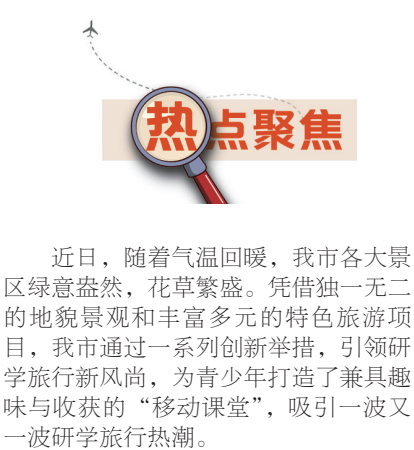 热点聚焦
近日，随着气温回暖，我市各大景
区绿意盎然，花草繁盛。凭借独一无二
的地貌景观和丰富多元的特色旅游项
目，我市通过一系列创新举措，引领研
学旅行新风尚，为青少年打造了兼具趣
味与收获的“移动课堂”，吸引一波又
一波研学旅行热潮。